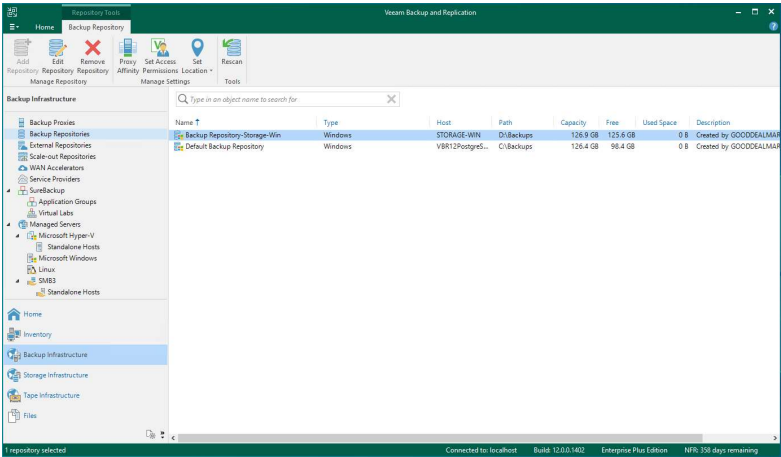 Repository Tools
Veeam Backup and Replication
Home Backup Repository
Add Repository
Edit Repository
Remove Repository
Proxy Affinity
Set Access Permissions
Set Location
Rescan
Manage Repository
Manage Settings
Tools
Backup Infrastructure
Type in an object name to search for
Backup Proxies
Backup Repositories
External Repositories
Scale-out Repositories
WAN Accelerators
Service Providers
SureBackup
Application Groups
Virtual Labs
Managed Servers
Microsoft Hyper-V
Standalone Hosts
Microsoft Windows
Linux
SMB3
Standalone Hosts
Home
Inventory
Backup Infrastructure
Storage Infrastructure
Tape Infrastructure
Files
Name Type Host Path Capacity Free Used Space Description
Backup Repository-Storage-Win Windows STORAGE-WIN D:\Backups 126.9 GB 125.6 GB 0 B Created by GOODDEALMAR
Default Backup Repository Windows VBR12PostgreS... C:\Backups 126.4 GB 98.4 GB 0 B Created by GOODDEALMAR
1 repository selected
Connected to: localhost Build: 12.0.0.1402 Enterprise Plus Edition NFR: 358 days remaining